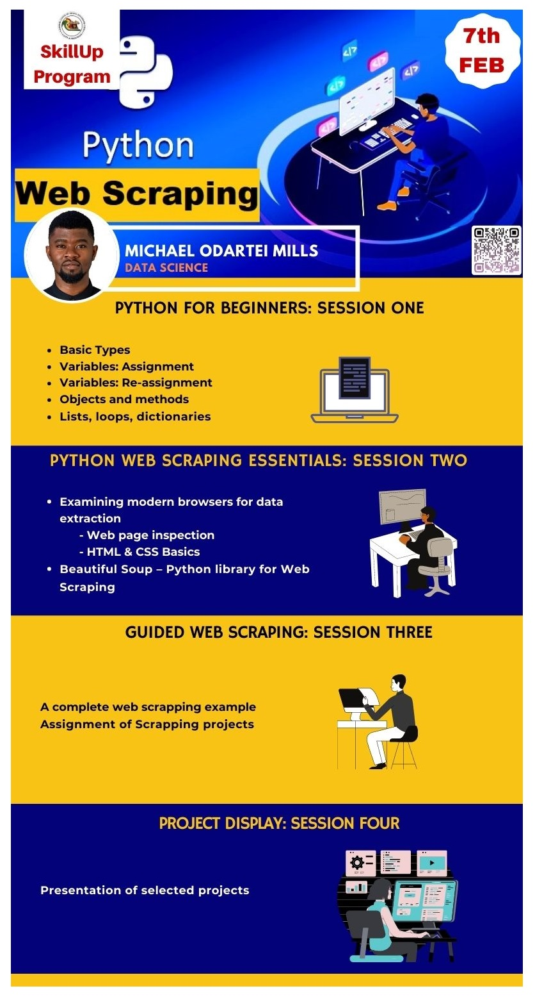 SkillUp
Program
7th
FEB
Python
Web Scraping
MICHAEL ODARTEI MILLS
DATA SCIENCE
PYTHON FOR BEGINNERS: SESSION ONE
• Basic Types
• Variables: Assignment
• Variables: Re-assignment
• Objects and methods
• Lists, loops, dictionaries
PYTHON WEB SCRAPING ESSENTIALS: SESSION TWO
• Examining modern browsers for data
extraction
- Web page inspection
- HTML & CSS Basics
• Beautiful Soup – Python library for Web
Scraping
GUIDED WEB SCRAPING: SESSION THREE
A complete web scrapping example
Assignment of Scrapping projects
PROJECT DISPLAY: SESSION FOUR
Presentation of selected projects